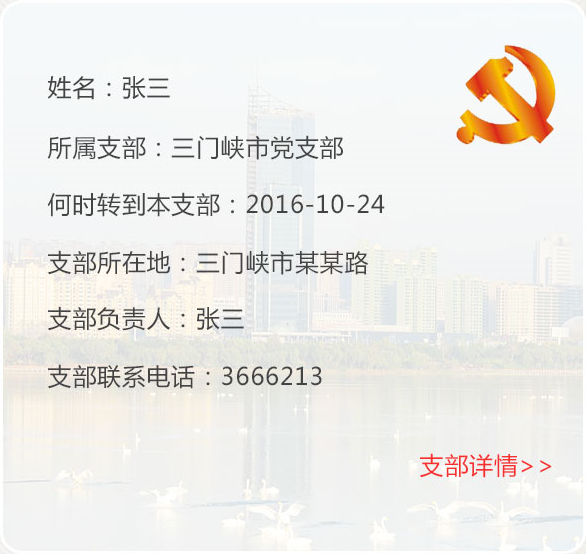 姓名：张三
所属支部：三门峡市党支部
何时转到本支部：2016-10-24
支部所在地：三门峡市某某路
支部负责人：张三
支部联系电话：3666213
支部详情>>